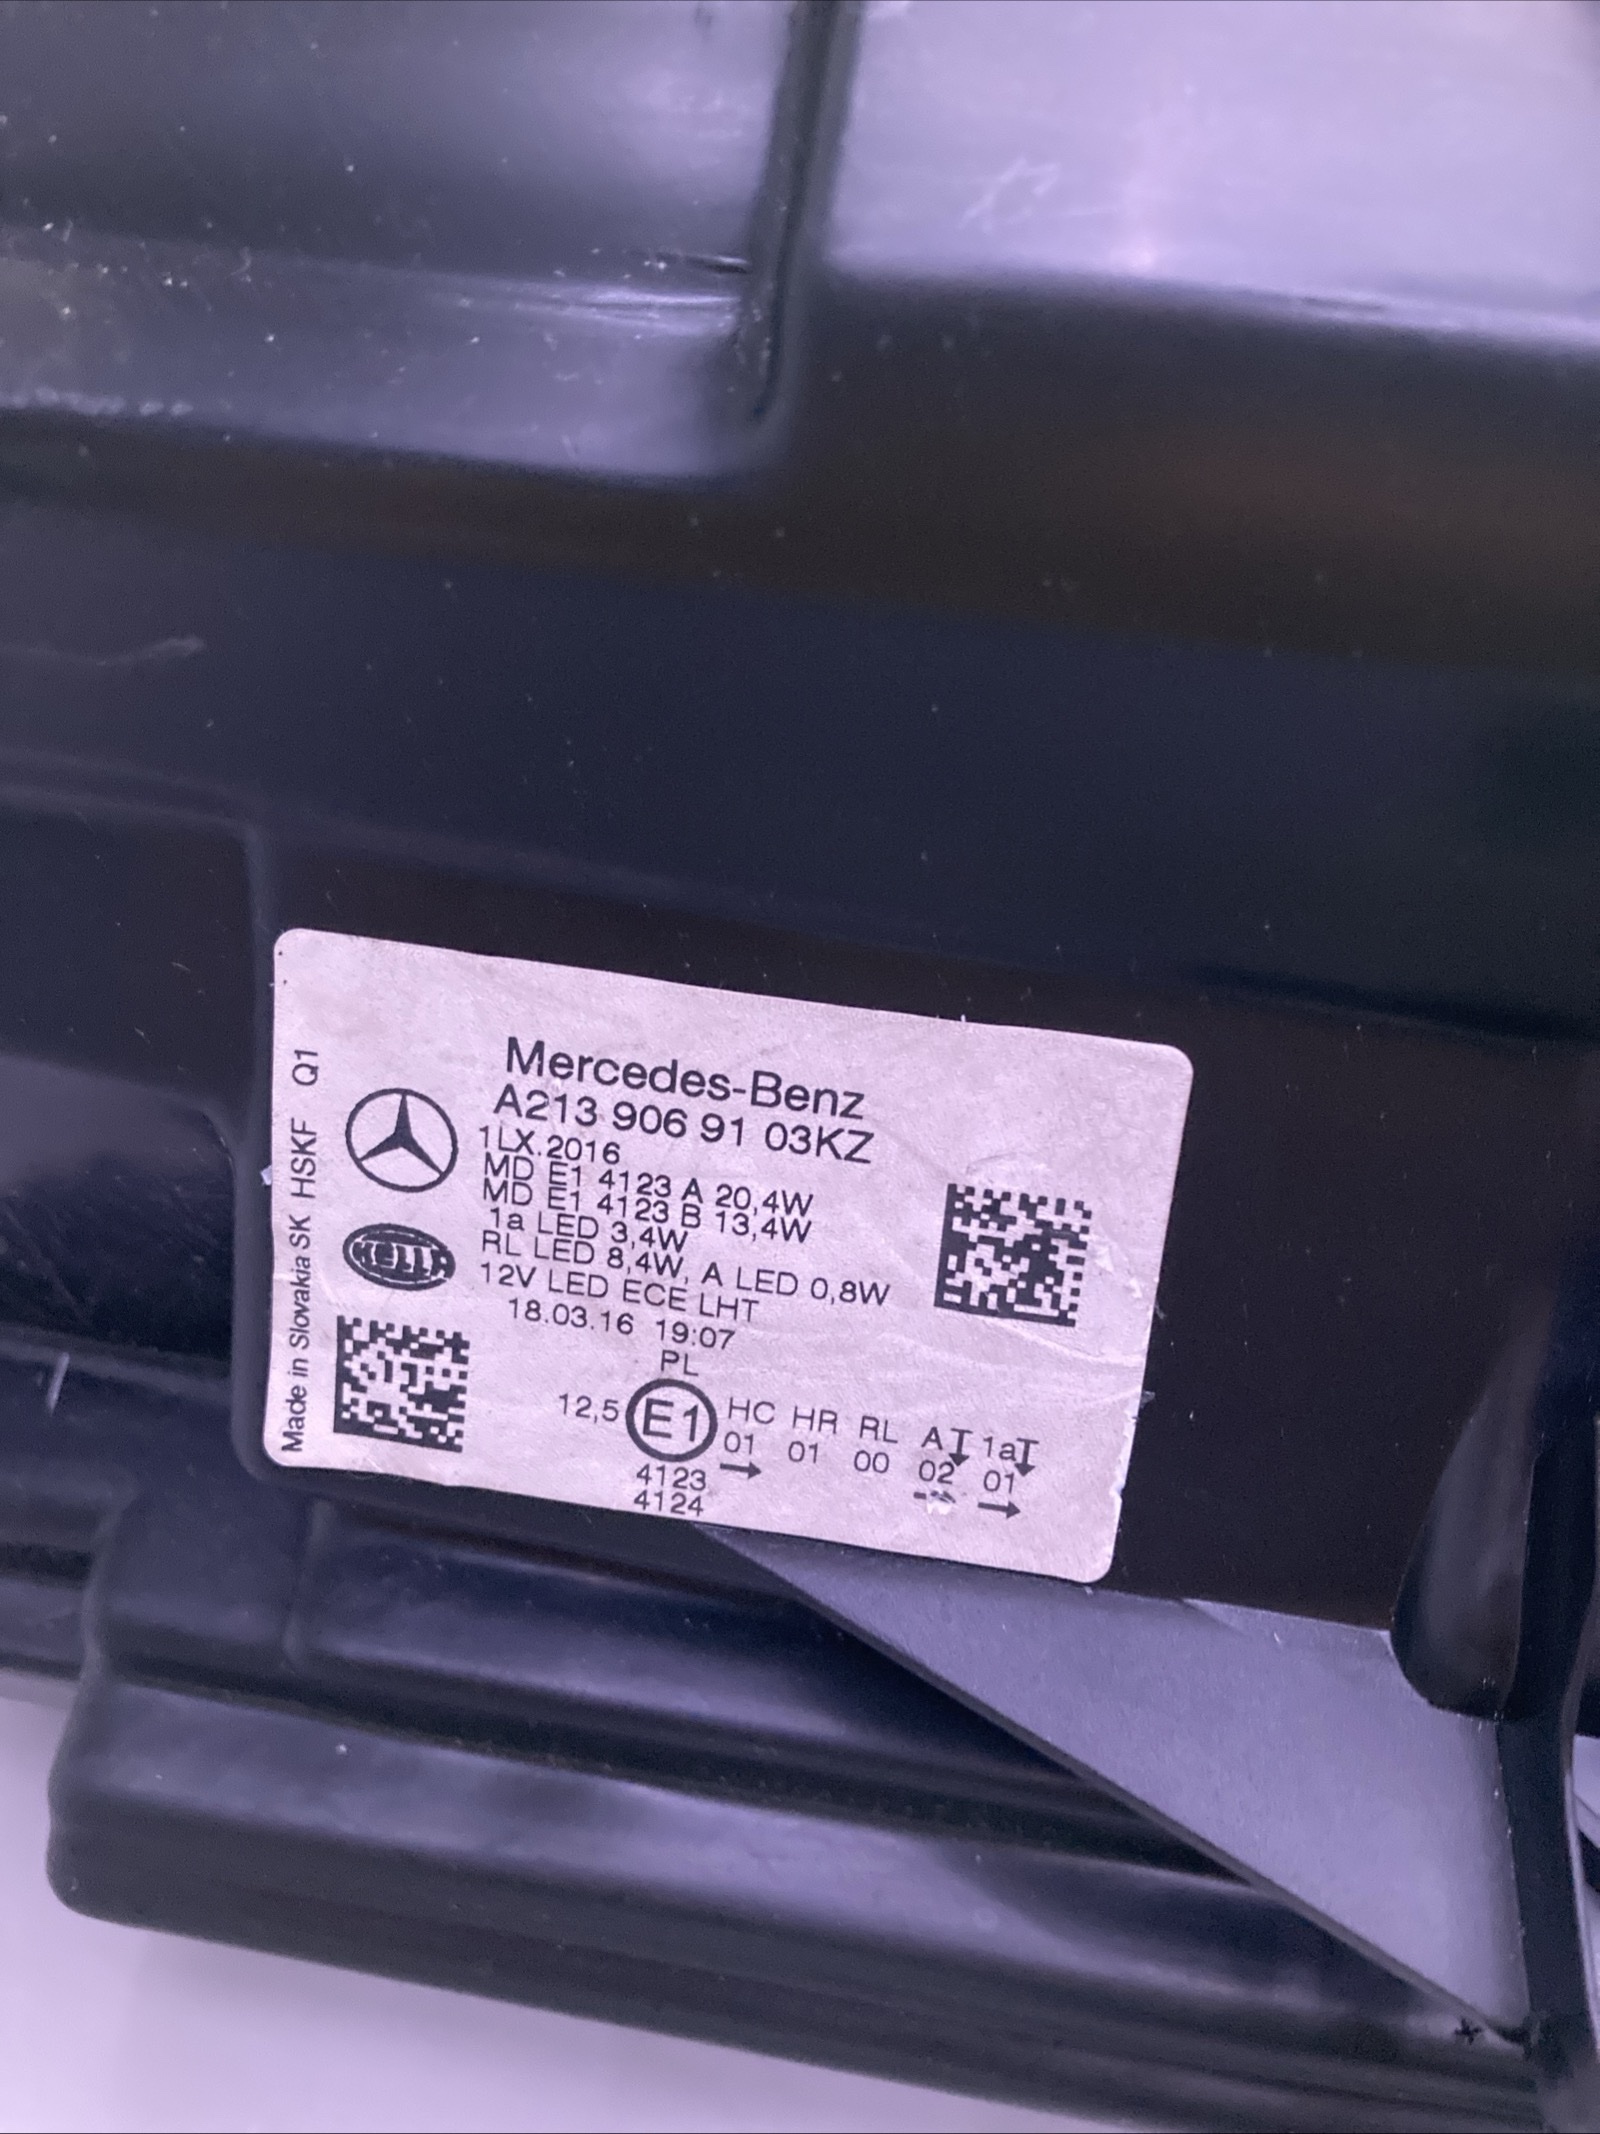 Mercedes-Benz
A213 906 91 03KZ
1LX.2016
MD E1 4123 A 20,4W
MD E1 4123 B 13,4W
1a LED 3,4W
RL LED 8,4W, A LED 0,8W
12V LED ECE LHT
18.03.16 19:07
PL
12,5 E1 HC HR RL A 1a
01 01 00 02 01
4123
4124
Made in Slovakia SK HSKF Q1
HELLA